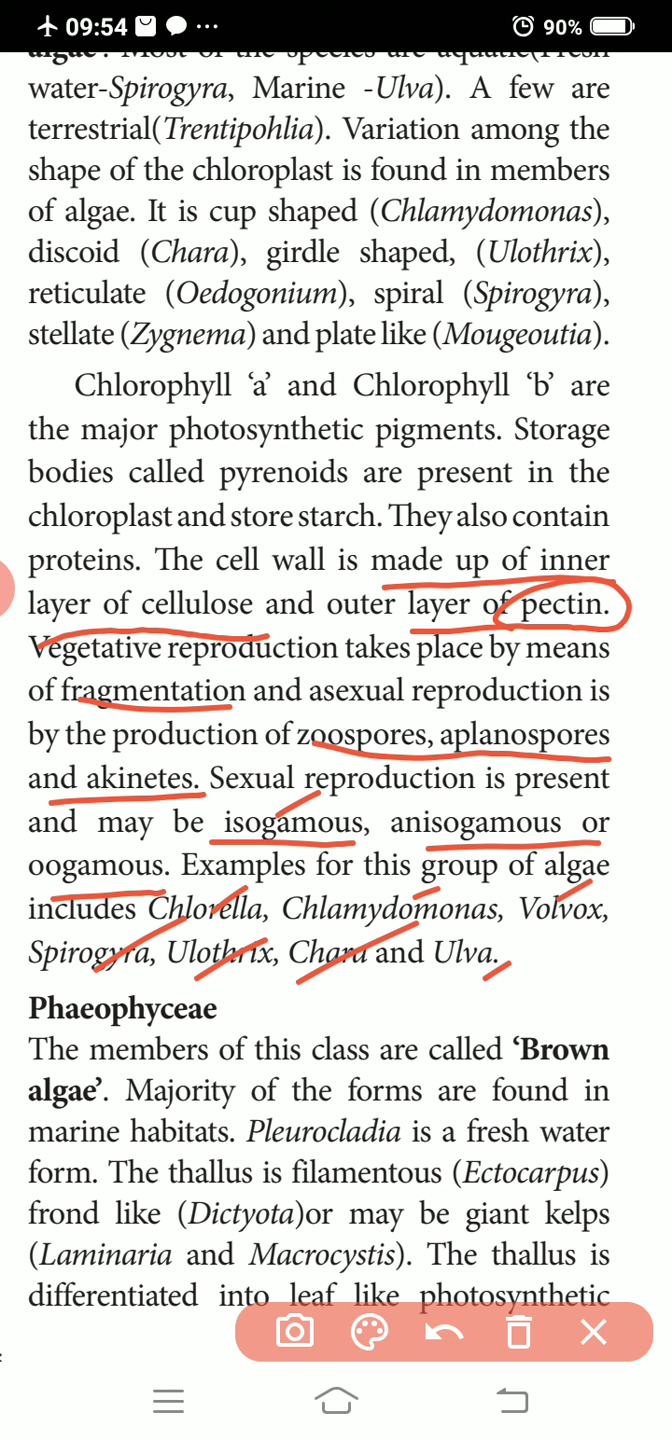 09:54 ... 90%
algae'. Most of the species are aquatic(Fresh
water-Spirogyra, Marine -Ulva). A few are
terrestrial(Trentipohlia). Variation among the
shape of the chloroplast is found in members
of algae. It is cup shaped (Chlamydomonas),
discoid (Chara), girdle shaped, (Ulothrix),
reticulate (Oedogonium), spiral (Spirogyra),
stellate (Zygnema) and plate like (Mougeoutia).
Chlorophyll ‘a’ and Chlorophyll ‘b’ are
the major photosynthetic pigments. Storage
bodies called pyrenoids are present in the
chloroplast and store starch. They also contain
proteins. The cell wall is made up of inner
layer of cellulose and outer layer of pectin.
Vegetative reproduction takes place by means
of fragmentation and asexual reproduction is
by the production of zoospores, aplanospores
and akinetes. Sexual reproduction is present
and may be isogamous, anisogamous or
oogamous. Examples for this group of algae
includes Chlorella, Chlamydomonas, Volvox,
Spirogyra, Ulothrix, Chara and Ulva.
Phaeophyceae
The members of this class are called ‘Brown
algae’. Majority of the forms are found in
marine habitats. Pleurocladia is a fresh water
form. The thallus is filamentous (Ectocarpus)
frond like (Dictyota)or may be giant kelps
(Laminaria and Macrocystis). The thallus is
differentiated into leaf like photosynthetic